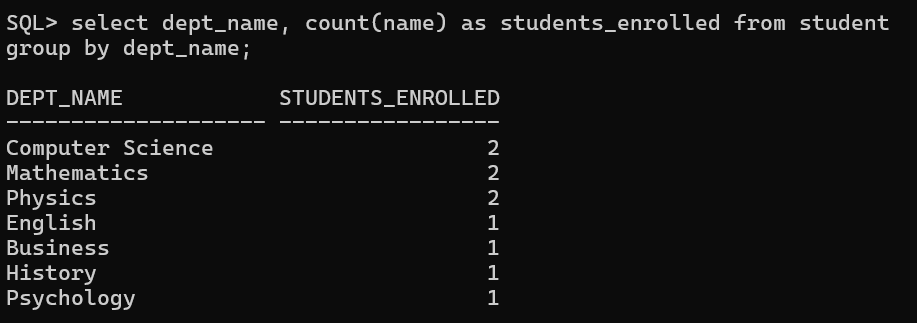 SQL> select dept_name, count(name) as students_enrolled from student
group by dept_name;

DEPT_NAME            STUDENTS_ENROLLED
-------------------- -----------------
Computer Science                     2
Mathematics                          2
Physics                              2
English                              1
Business                             1
History                              1
Psychology                           1